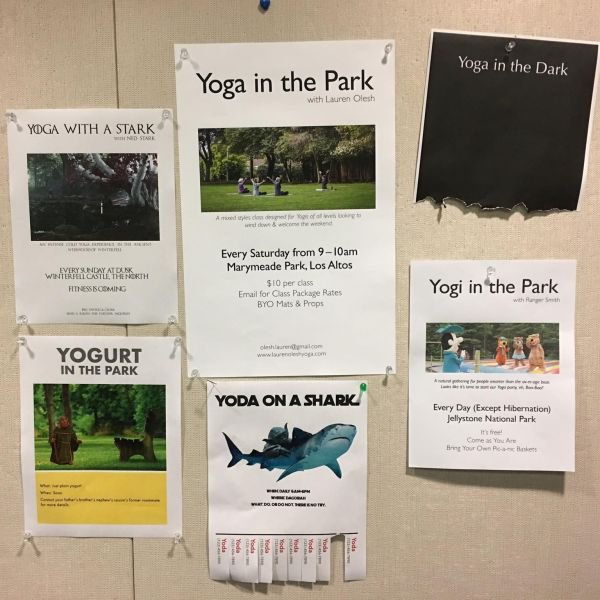 Yoga in the Park
with Lauren Olesh
A mixed styles class designed for Yoga of all levels looking to
wind down & welcome the weekend.
Every Saturday from 9–10am
Marymeade Park, Los Altos
$10 per class
Email for Class Package Rates
BYO Mats & Props
olesh.lauren@gmail.com
www.laurenoleshyoga.com
Yoga in the Dark
YOGA WITH A STARK
WITH NED STARK
AN INTENSE COLD YOGA EXPERIENCE IN THE ANCIENT
WEIRWOOD OF WINTERFELL
EVERY SUNDAY AT DUSK
WINTERFELL CASTLE, THE NORTH
FITNESS IS COMING
Yogi in the Park
with Ranger Smith
A natural gathering for people smarter than the av-er-age bear.
Looks like it's time to start our Yoga party, eh, Boo-boo?
Every Day (Except Hibernation)
Jellystone National Park
It's free!
Come as You Are
Bring Your Own Pic-a-nic Baskets
YOGURT
IN THE PARK
What: Just plain yogurt
When: Soon
Contact your father's brother's nephew's cousin's former roommate
for more details.
YODA ON A SHARK
WHEN: DAILY 6AM-6PM
WHERE: DAGOBAH
WHAT: DO. OR DO NOT. THERE IS NO TRY.
Yoda
Yoda
Yoda
Yoda
Yoda
Yoda
Yoda
Yoda